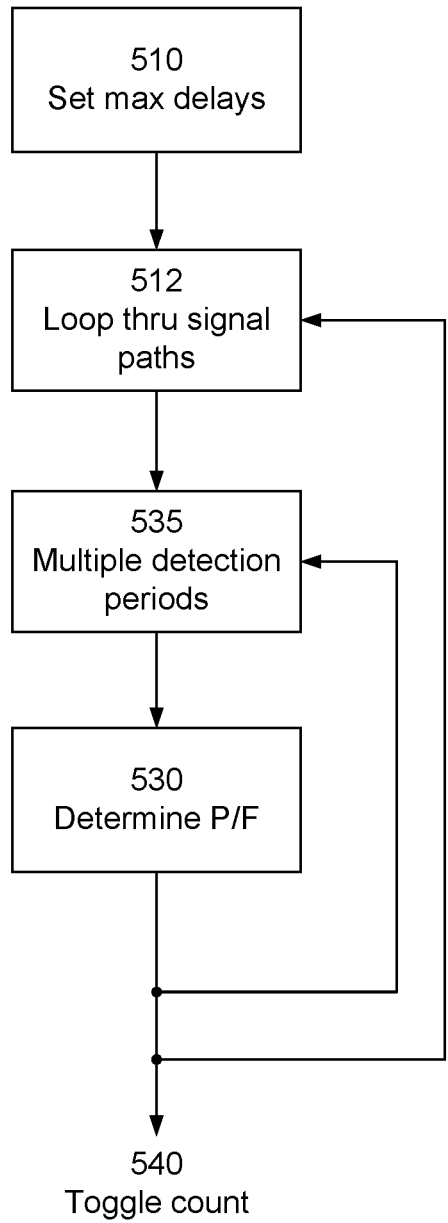 510
Set max delays
512
Loop thru signal
paths
535
Multiple detection
periods
530
Determine P/F
540
Toggle count